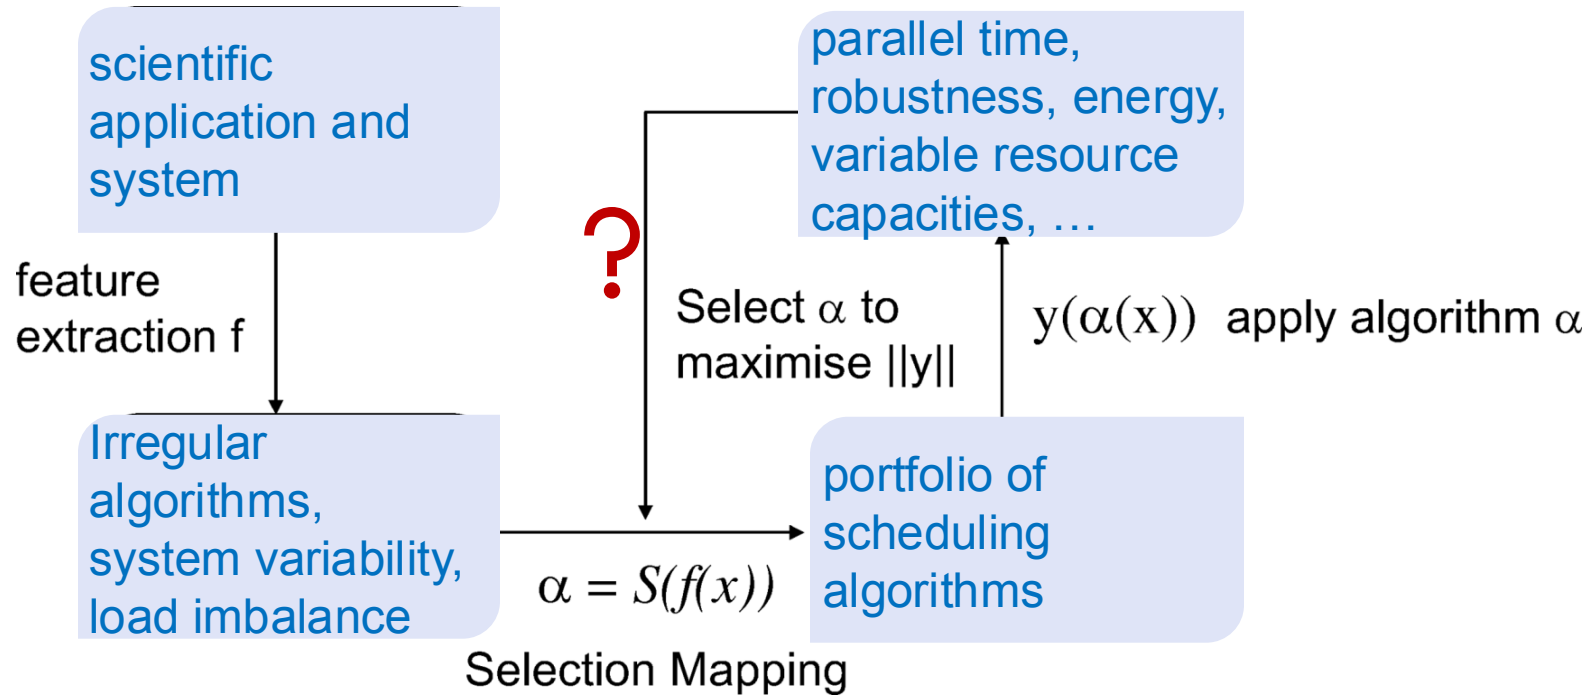 scientific
application and
system
parallel time,
robustness, energy,
variable resource
capacities, …
feature
extraction f
?
Select α to
maximise ||y||
y(α(x)) apply algorithm α
Irregular
algorithms,
system variability,
load imbalance
α = S(f(x))
Selection Mapping
portfolio of
scheduling
algorithms